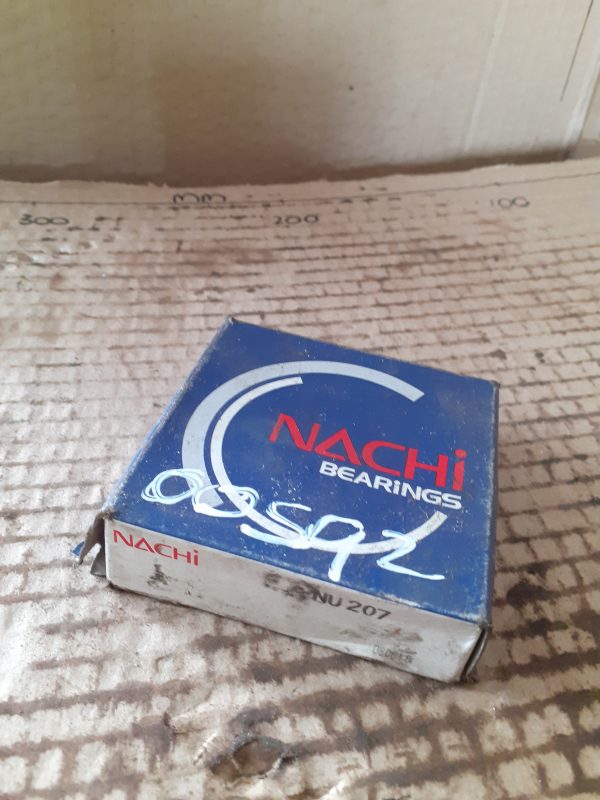 mm
300 200 100
NACHi
BEARiNGS
00592
NACHi
NU 207